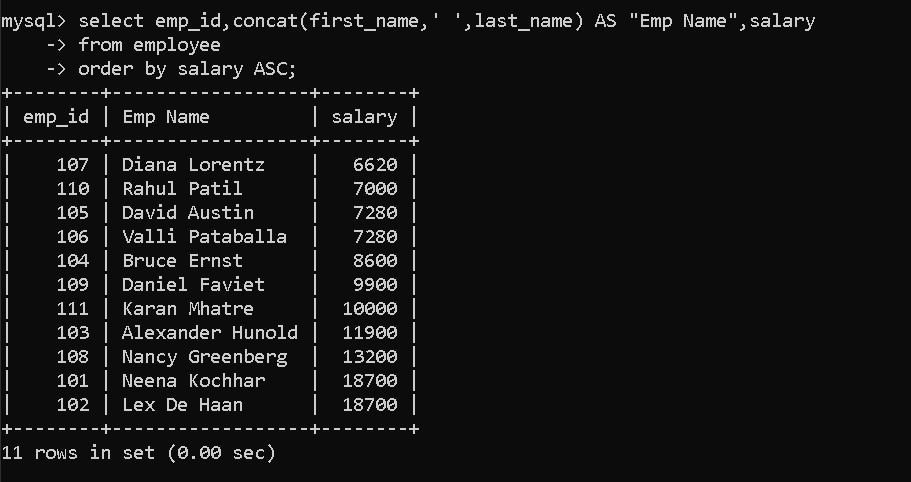 mysql> select emp_id,concat(first_name,' ',last_name) AS "Emp Name",salary
    -> from employee
    -> order by salary ASC;
+--------+------------------+--------+
| emp_id | Emp Name         | salary |
+--------+------------------+--------+
|    107 | Diana Lorentz    |   6620 |
|    110 | Rahul Patil      |   7000 |
|    105 | David Austin     |   7280 |
|    106 | Valli Pataballa  |   7280 |
|    104 | Bruce Ernst      |   8600 |
|    109 | Daniel Faviet    |   9900 |
|    111 | Karan Mhatre     |  10000 |
|    103 | Alexander Hunold |  11900 |
|    108 | Nancy Greenberg  |  13200 |
|    101 | Neena Kochhar    |  18700 |
|    102 | Lex De Haan      |  18700 |
+--------+------------------+--------+
11 rows in set (0.00 sec)